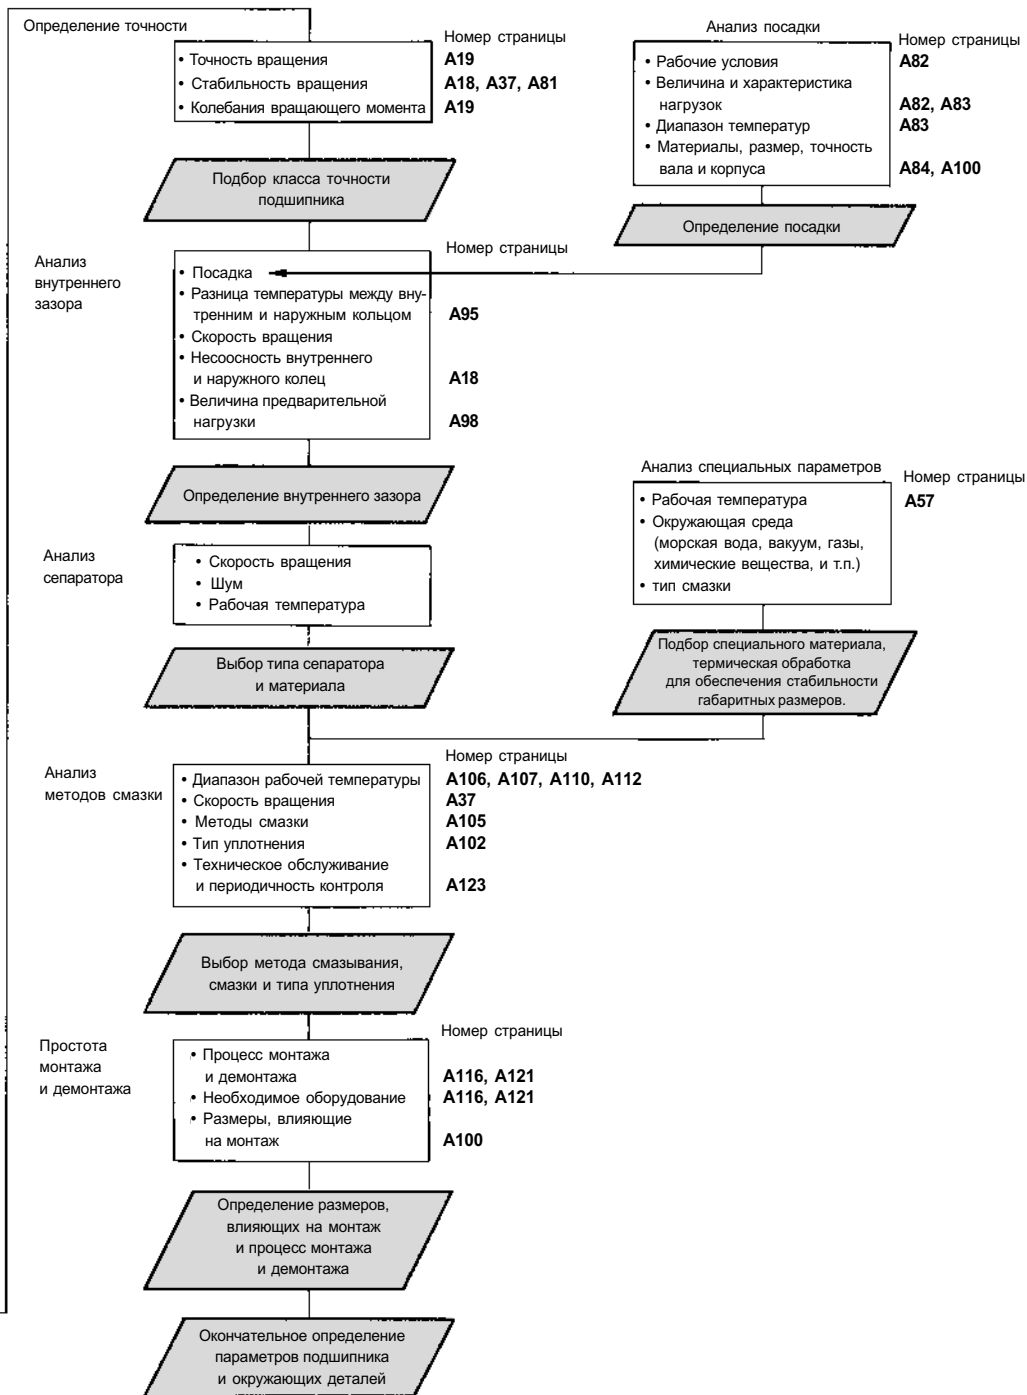 Определение точности
Номер страницы
• Точность вращения A19
• Стабильность вращения A18, A37, A81
• Колебания вращающего момента A19
Подбор класса точности
подшипника
Анализ посадки
Номер страницы
• Рабочие условия A82
• Величина и характеристика
нагрузок A82, A83
• Диапазон температур A83
• Материалы, размер, точность
вала и корпуса A84, A100
Определение посадки
Анализ
внутреннего
зазора
Номер страницы
• Посадка
• Разница температуры между вну-
тренним и наружным кольцом A95
• Скорость вращения
• Несоосность внутреннего
и наружного колец A18
• Величина предварительной
нагрузки A98
Определение внутреннего зазора
Анализ
сепаратора
• Скорость вращения
• Шум
• Рабочая температура
Выбор типа сепаратора
и материала
Анализ специальных параметров
Номер страницы
• Рабочая температура A57
• Окружающая среда
(морская вода, вакуум, газы,
химические вещества, и т.п.)
• тип смазки
Подбор специального материала,
термическая обработка
для обеспечения стабильности
габаритных размеров.
Анализ
методов смазки
Номер страницы
• Диапазон рабочей температуры A106, A107, A110, A112
• Скорость вращения A37
• Методы смазки A105
• Тип уплотнения A102
• Техническое обслуживание
и периодичность контроля A123
Выбор метода смазывания,
смазки и типа уплотнения
Простота
монтажа
и демонтажа
Номер страницы
• Процесс монтажа
и демонтажа A116, A121
• Необходимое оборудование A116, A121
• Размеры, влияющие
на монтаж A100
Определение размеров,
влияющих на монтаж
и процесс монтажа
и демонтажа
Окончательное определение
параметров подшипника
и окружающих деталей